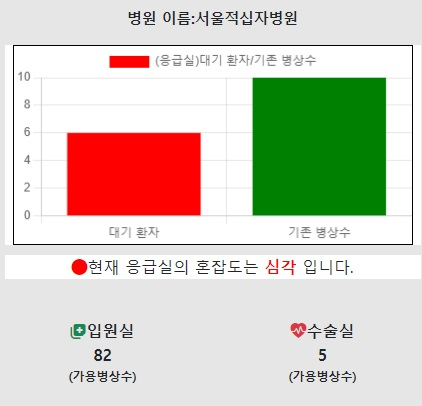 병원 이름:서울적십자병원
(응급실)대기 환자/기존 병상수
10
8
6
4
2
0
대기 환자 기존 병상수
현재 응급실의 혼잡도는 심각 입니다.
입원실 수술실
82 5
(가용병상수) (가용병상수)